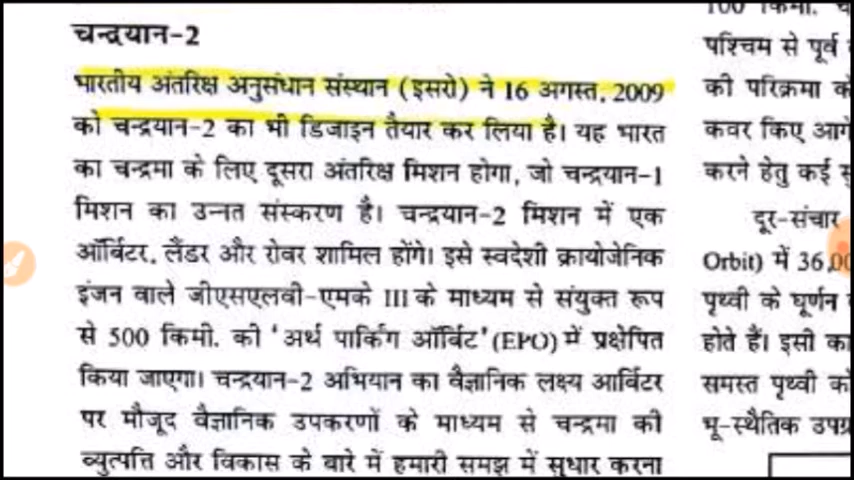 चन्द्रयान-2
भारतीय अंतरिक्ष अनुसंधान संस्थान (इसरो) ने 16 अगस्त, 2009
को चन्द्रयान-2 का भी डिजाइन तैयार कर लिया है। यह भारत
का चन्द्रमा के लिए दूसरा अंतरिक्ष मिशन होगा, जो चन्द्रयान-1
मिशन का उन्नत संस्करण है। चन्द्रयान-2 मिशन में एक
ऑर्बिटर, लैंडर और रोवर शामिल होंगे। इसे स्वदेशी क्रायोजेनिक
इंजन वाले जीएसएलवी-एमके III के माध्यम से संयुक्त रूप
से 500 किमी. की 'अर्थ पार्किंग ऑर्बिट' (EPO) में प्रक्षेपित
किया जाएगा। चन्द्रयान-2 अभियान का वैज्ञानिक लक्ष्य आर्विटर
पर मौजूद वैज्ञानिक उपकरणों के माध्यम से चन्द्रमा की
व्युत्पत्ति और विकास के बारे में हमारी समझ में सुधार करना
100 किमी.
पश्चिम से पूर्व
की परिक्रमा
कवर किए आगे
करने हेतु कई
दूर-संचार
Orbit) में 36,00
पृथ्वी के घूर्णन
होते हैं। इसी
समस्त पृथ्वी को
भू-स्थैतिक